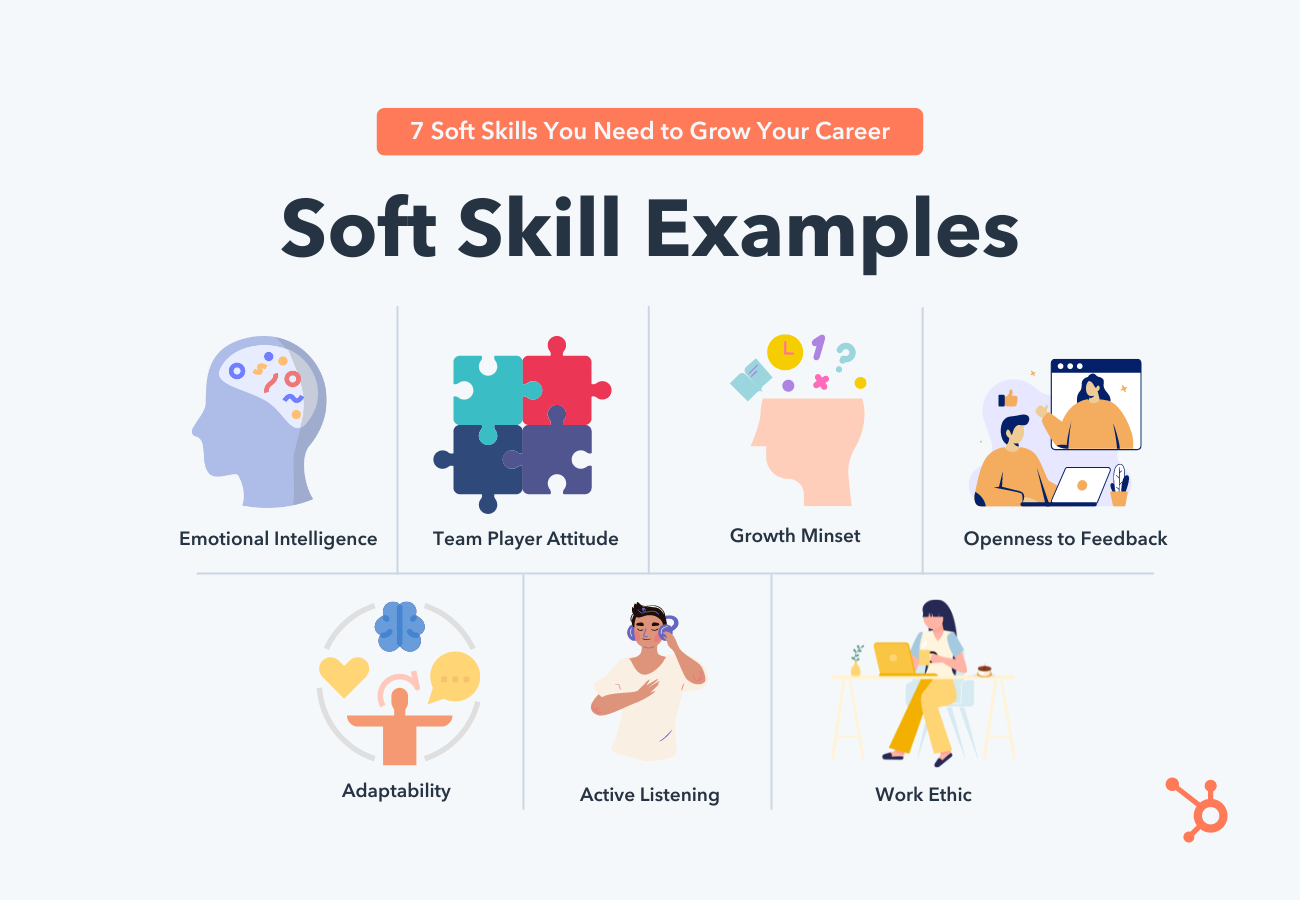 7 Soft Skills You Need to Grow Your Career
Soft Skill Examples
Emotional Intelligence
Team Player Attitude
Growth Minset
Openness to Feedback
Adaptability
Active Listening
Work Ethic